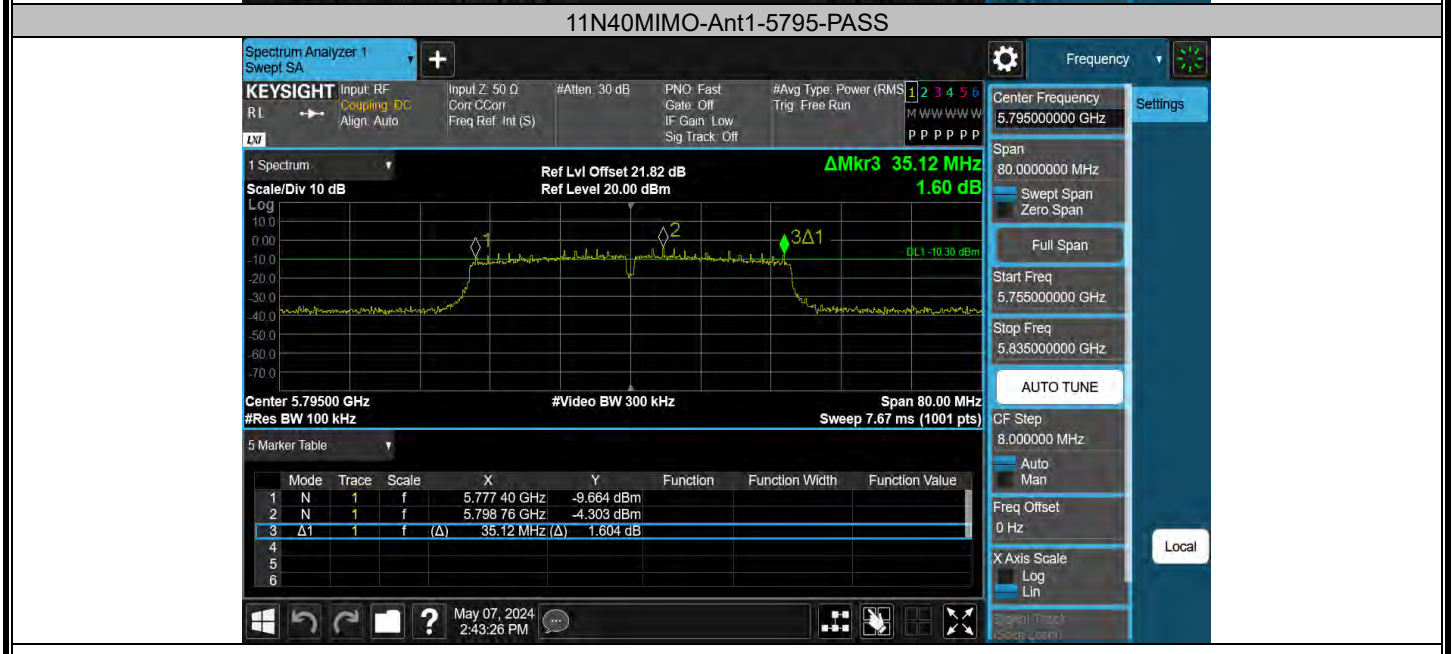 11N40MIMO-Ant1-5795-PASS
Spectrum Analyzer 1
Swept SA
+
Frequency
KEYSIGHT
RL
LXI
Input: RF
Coupling: DC
Align: Auto
Input Z: 50 Ω
Corr CCorr
Freq Ref: Int (S)
#Atten: 30 dB
PNO: Fast
Gate: Off
IF Gain: Low
Sig Track: Off
#Avg Type: Power (RMS
Trig: Free Run
1 2 3 4 5 6
M W W W W W
P P P P P P
Center Frequency
5.795000000 GHz
Settings
Span
80.0000000 MHz
Swept Span
Zero Span
Full Span
Start Freq
5.755000000 GHz
Stop Freq
5.835000000 GHz
AUTO TUNE
CF Step
8.000000 MHz
Auto
Man
Freq Offset
0 Hz
X Axis Scale
Log
Lin
Signal Track
(Span Zoom)
Local
1 Spectrum
Scale/Div 10 dB
Ref Lvl Offset 21.82 dB
Ref Level 20.00 dBm
ΔMkr3 35.12 MHz
1.60 dB
Log
10.0
0.00
-10.0
-20.0
-30.0
-40.0
-50.0
-60.0
-70.0
1
2
3Δ1
DL1 -10.30 dBm
Center 5.79500 GHz
#Video BW 300 kHz
Span 80.00 MHz
#Res BW 100 kHz
Sweep 7.67 ms (1001 pts)
5 Marker Table
Mode Trace Scale X Y Function Function Width Function Value
1 N 1 f 5.777 40 GHz -9.664 dBm
2 N 1 f 5.798 76 GHz -4.303 dBm
3 Δ1 1 f (Δ) 35.12 MHz (Δ) 1.604 dB
4
5
6
?
May 07, 2024
2:43:26 PM